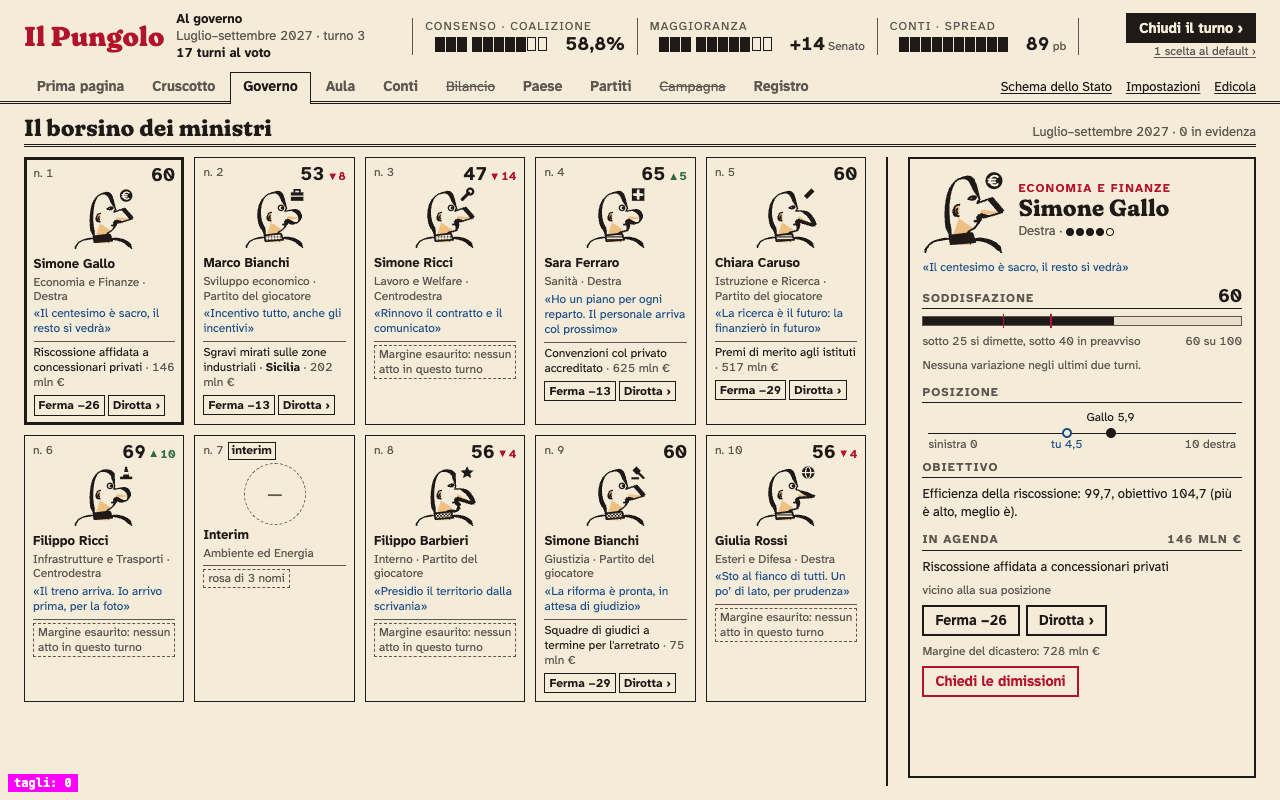 Il Pungolo
Al governo
Luglio–settembre 2027 · turno 3
17 turni al voto
CONSENSO · COALIZIONE
58,8%
MAGGIORANZA
+14 Senato
CONTI · SPREAD
89 pb
Chiudi il turno ›
1 scelta al default ›
Prima pagina
Cruscotto
Governo
Aula
Conti
Bilancio
Paese
Partiti
Campagna
Registro
Schema dello Stato
Impostazioni
Edicola
Il borsino dei ministri
Luglio–settembre 2027 · 0 in evidenza
n. 1
60
Simone Gallo
Economia e Finanze ·
Destra
«Il centesimo è sacro, il
resto si vedrà»
Riscossione affidata a
concessionari privati · 146
mln €
Ferma −26
Dirotta ›
n. 2
53 ▼8
Marco Bianchi
Sviluppo economico ·
Partito del giocatore
«Incentivo tutto, anche gli
incentivi»
Sgravi mirati sulle zone
industriali · Sicilia · 202
mln €
Ferma −13
Dirotta ›
n. 3
47 ▼14
Simone Ricci
Lavoro e Welfare ·
Centrodestra
«Rinnovo il contratto e il
comunicato»
Margine esaurito: nessun
atto in questo turno
n. 4
65 ▲5
Sara Ferraro
Sanità · Destra
«Ho un piano per ogni
reparto. Il personale arriva
col prossimo»
Convenzioni col privato
accreditato · 625 mln €
Ferma −13
Dirotta ›
n. 5
60
Chiara Caruso
Istruzione e Ricerca ·
Partito del giocatore
«La ricerca è il futuro: la
finanzierò in futuro»
Premi di merito agli istituti
· 517 mln €
Ferma −29
Dirotta ›
n. 6
69 ▲10
Filippo Ricci
Infrastrutture e Trasporti ·
Centrodestra
«Il treno arriva. Io arrivo
prima, per la foto»
Margine esaurito: nessun
atto in questo turno
n. 7
interim
—
Interim
Ambiente ed Energia
rosa di 3 nomi
n. 8
56 ▼4
Filippo Barbieri
Interno · Partito del
giocatore
«Presidio il territorio dalla
scrivania»
Margine esaurito: nessun
atto in questo turno
n. 9
60
Simone Bianchi
Giustizia · Partito del
giocatore
«La riforma è pronta, in
attesa di giudizio»
Squadre di giudici a
termine per l'arretrato · 75
mln €
Ferma −29
Dirotta ›
n. 10
56 ▼4
Giulia Rossi
Esteri e Difesa · Destra
«Sto al fianco di tutti. Un
po' di lato, per prudenza»
Margine esaurito: nessun
atto in questo turno
ECONOMIA E FINANZE
Simone Gallo
Destra · ●●●●○
«Il centesimo è sacro, il resto si vedrà»
SODDISFAZIONE
60
sotto 25 si dimette, sotto 40 in preavviso
60 su 100
Nessuna variazione negli ultimi due turni.
POSIZIONE
Gallo 5,9
sinistra 0
tu 4,5
10 destra
OBIETTIVO
Efficienza della riscossione: 99,7, obiettivo 104,7 (più
è alto, meglio è).
IN AGENDA
146 MLN €
Riscossione affidata a concessionari privati
vicino alla sua posizione
Ferma −26
Dirotta ›
Margine del dicastero: 728 mln €
Chiedi le dimissioni
tagli: 0